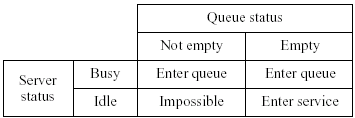 Queue status
Not empty Empty
Server status Busy Enter queue Enter queue
Idle Impossible Enter service